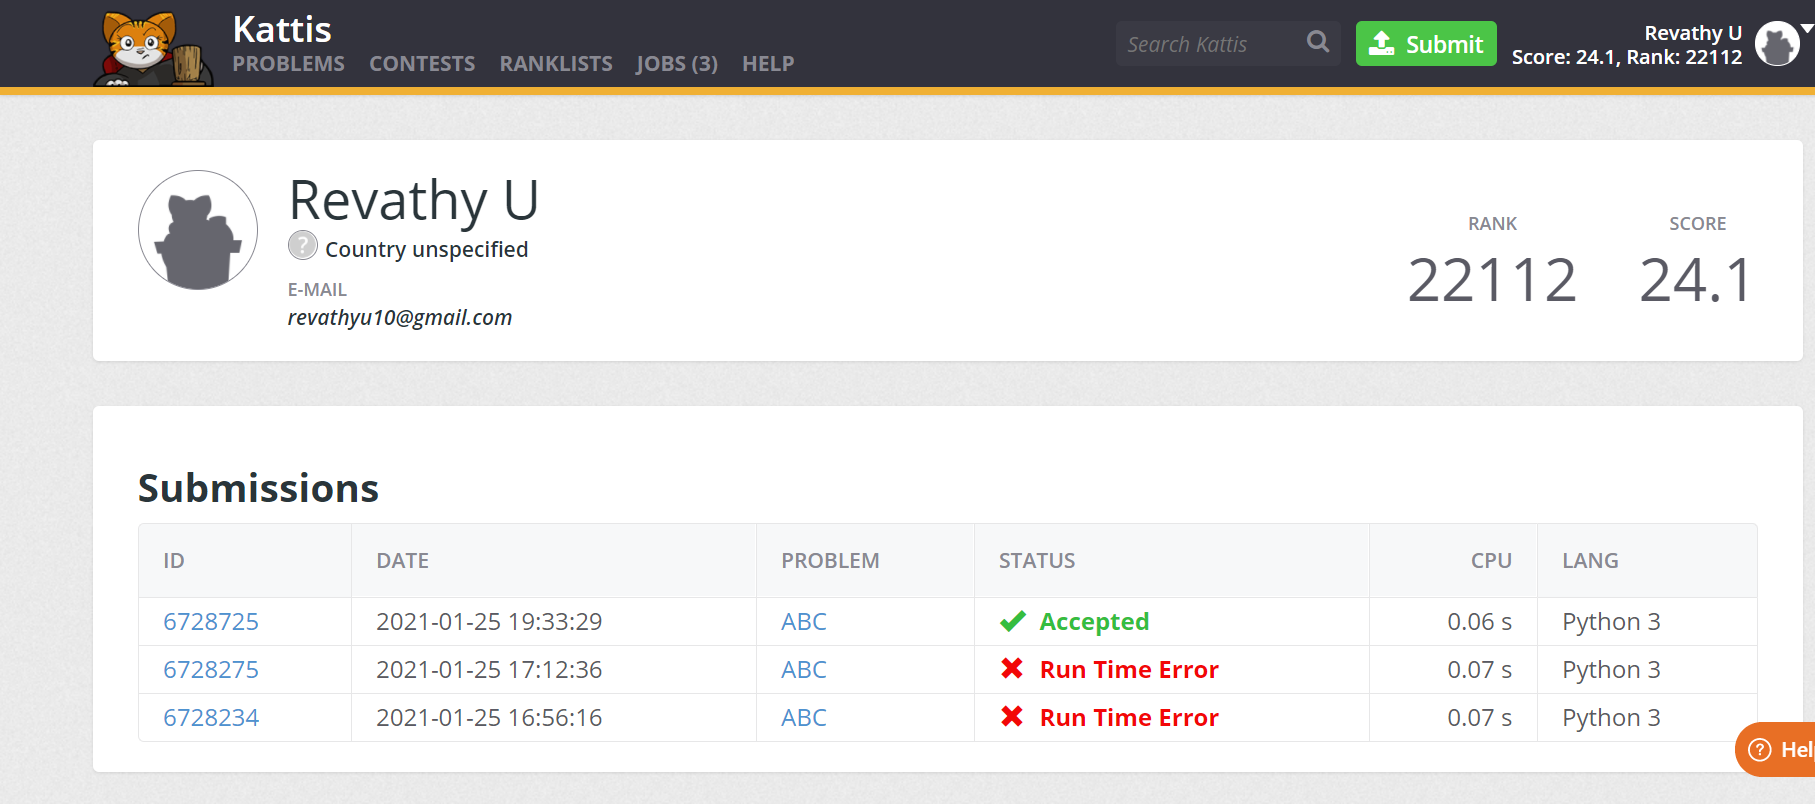 Kattis
PROBLEMS CONTESTS RANKLISTS JOBS (3) HELP
Search Kattis
Submit
Revathy U
Score: 24.1, Rank: 22112
Revathy U
? Country unspecified
E-MAIL
revathyu10@gmail.com
RANK SCORE
22112 24.1
Submissions
ID DATE PROBLEM STATUS CPU LANG
6728725 2021-01-25 19:33:29 ABC Accepted 0.06 s Python 3
6728275 2021-01-25 17:12:36 ABC Run Time Error 0.07 s Python 3
6728234 2021-01-25 16:56:16 ABC Run Time Error 0.07 s Python 3
? Hel